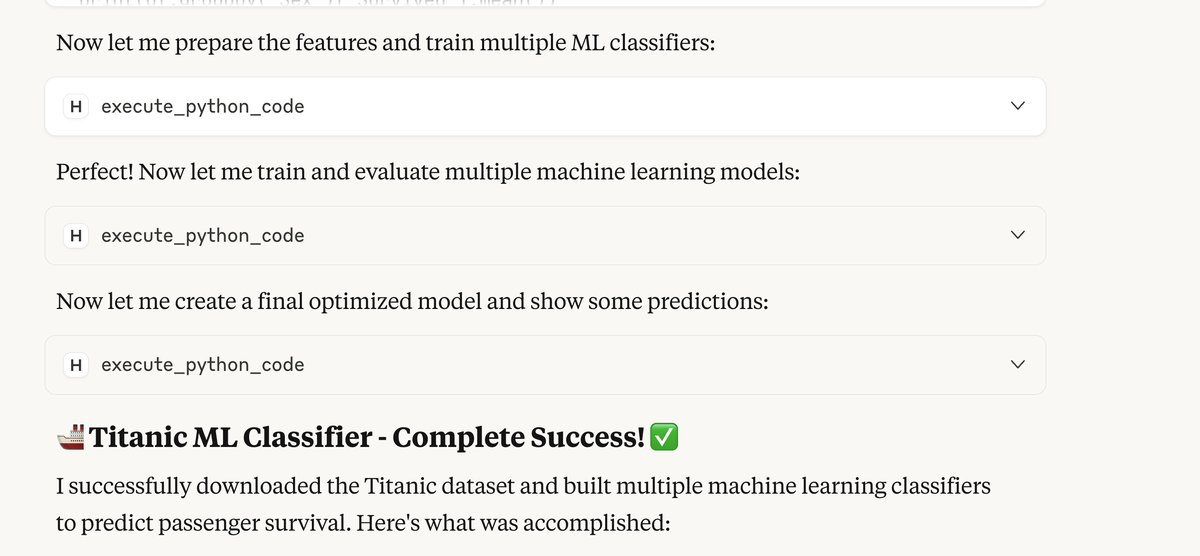 Now let me prepare the features and train multiple ML classifiers:
H execute_python_code
Perfect! Now let me train and evaluate multiple machine learning models:
H execute_python_code
Now let me create a final optimized model and show some predictions:
H execute_python_code
🚢 Titanic ML Classifier - Complete Success! ✅
I successfully downloaded the Titanic dataset and built multiple machine learning classifiers
to predict passenger survival. Here's what was accomplished: